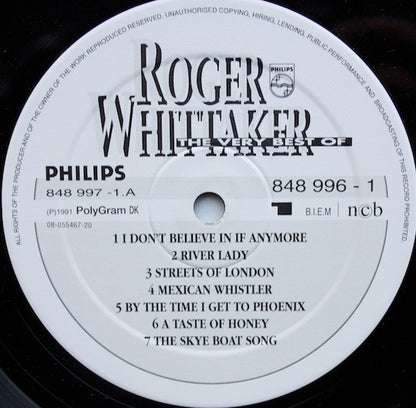 ALL RIGHTS OF THE PRODUCER AND OF THE OWNER OF THE WORK REPRODUCED RESERVED. UNAUTHORISED COPYING, HIRING, LENDING, PUBLIC PERFORMANCE AND BROADCASTING OF THIS RECORD PROHIBITED.
ROGER
PHILIPS
WHITTAKER
THE VERY BEST OF
PHILIPS
848 997 -1.A
848 996 - 1
(P)1991 PolyGram DK
B.I.E.M
ncb
08-055467-20
1 I DON'T BELIEVE IN IF ANYMORE
2 RIVER LADY
3 STREETS OF LONDON
4 MEXICAN WHISTLER
5 BY THE TIME I GET TO PHOENIX
6 A TASTE OF HONEY
7 THE SKYE BOAT SONG